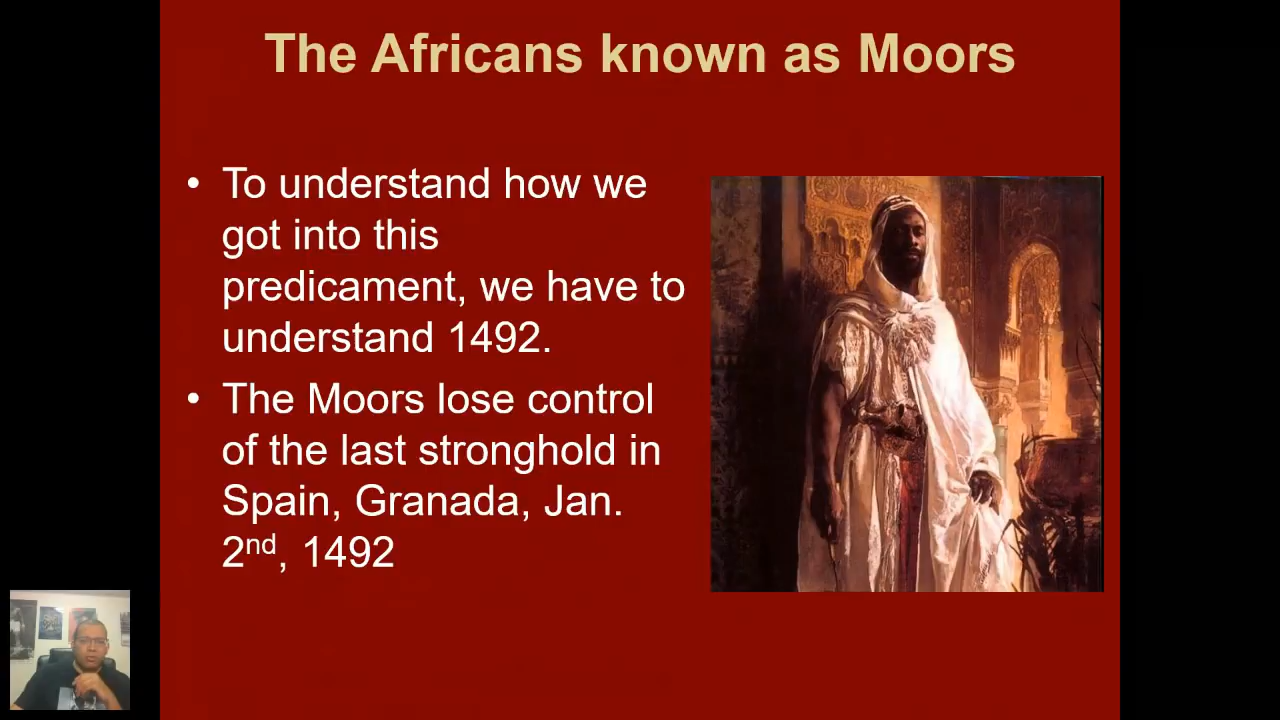 The Africans known as Moors
• To understand how we
got into this
predicament, we have to
understand 1492.
• The Moors lose control
of the last stronghold in
Spain, Granada, Jan.
2nd, 1492